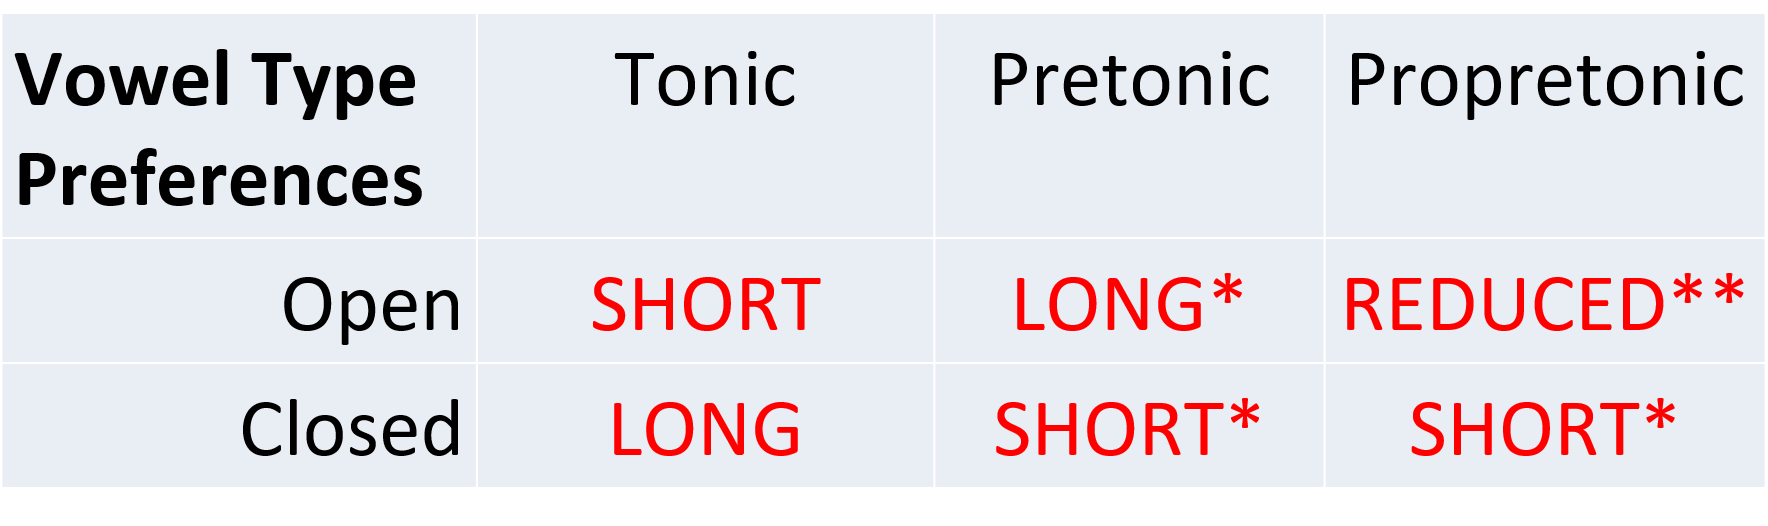 Vowel Type Preferences Tonic Pretonic Propretonic
Open SHORT LONG* REDUCED**
Closed LONG SHORT* SHORT*